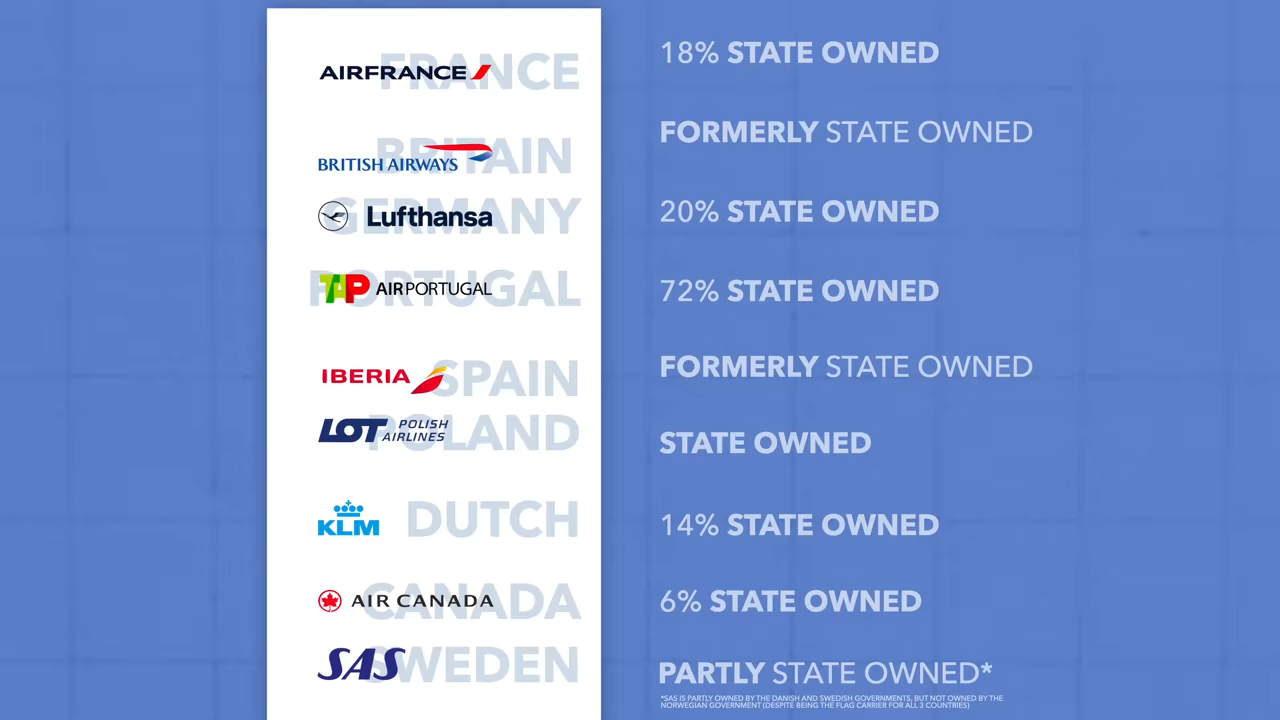 AIRFRANCE FRANCE 18% STATE OWNED
BRITISH AIRWAYS BRITAIN FORMERLY STATE OWNED
Lufthansa GERMANY 20% STATE OWNED
TAP AIRPORTUGAL PORTUGAL 72% STATE OWNED
IBERIA SPAIN FORMERLY STATE OWNED
LOT POLISH AIRLINES POLAND STATE OWNED
KLM DUTCH 14% STATE OWNED
AIR CANADA CANADA 6% STATE OWNED
SAS SWEDEN PARTLY STATE OWNED*
*SAS IS PARTLY OWNED BY THE DANISH AND SWEDISH GOVERNMENTS, BUT NOT OWNED BY THE
NORWEGIAN GOVERNMENT (DESPITE BEING THE FLAG CARRIER FOR ALL 3 COUNTRIES)